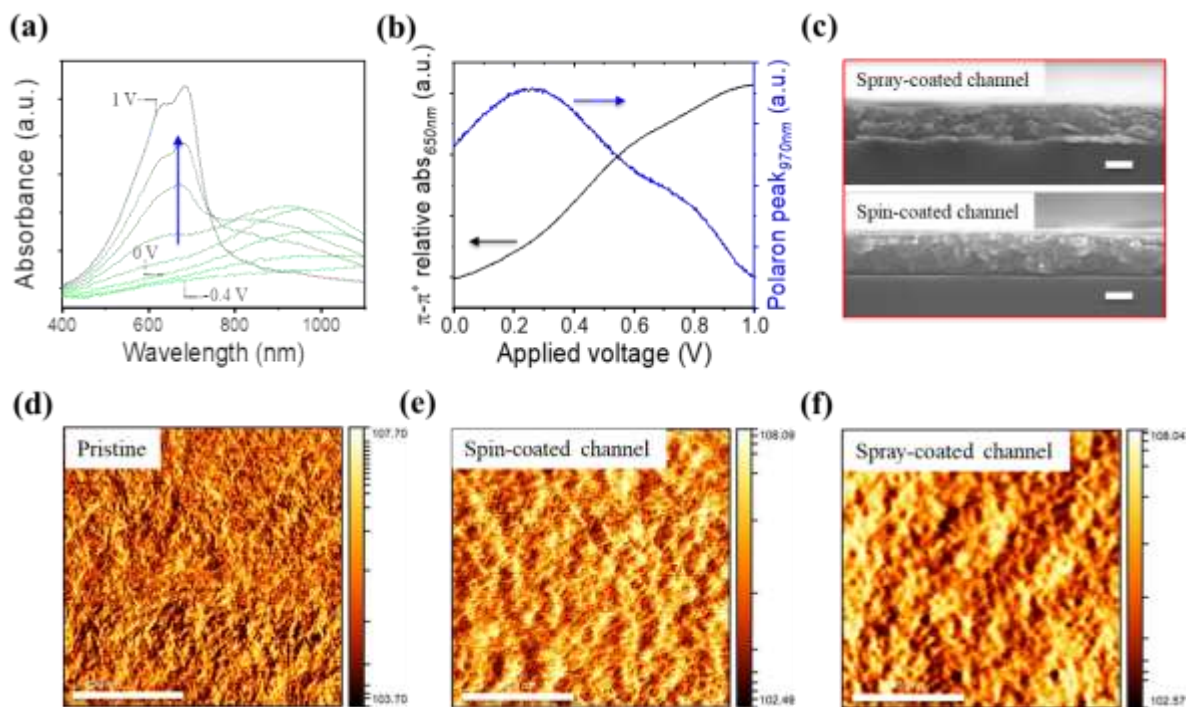 (a)
1 V
0 V
-0.4 V
Absorbance (a.u.)
400 600 800 1000
Wavelength (nm)
(b)
π-π* relative abs650nm (a.u.)
Polaron peak970nm (a.u.)
0.0 0.2 0.4 0.6 0.8 1.0
Applied voltage (V)
(c)
Spray-coated channel
Spin-coated channel
(d)
Pristine
107.70
103.70
(e)
Spin-coated channel
108.09
102.49
(f)
Spray-coated channel
108.04
102.57